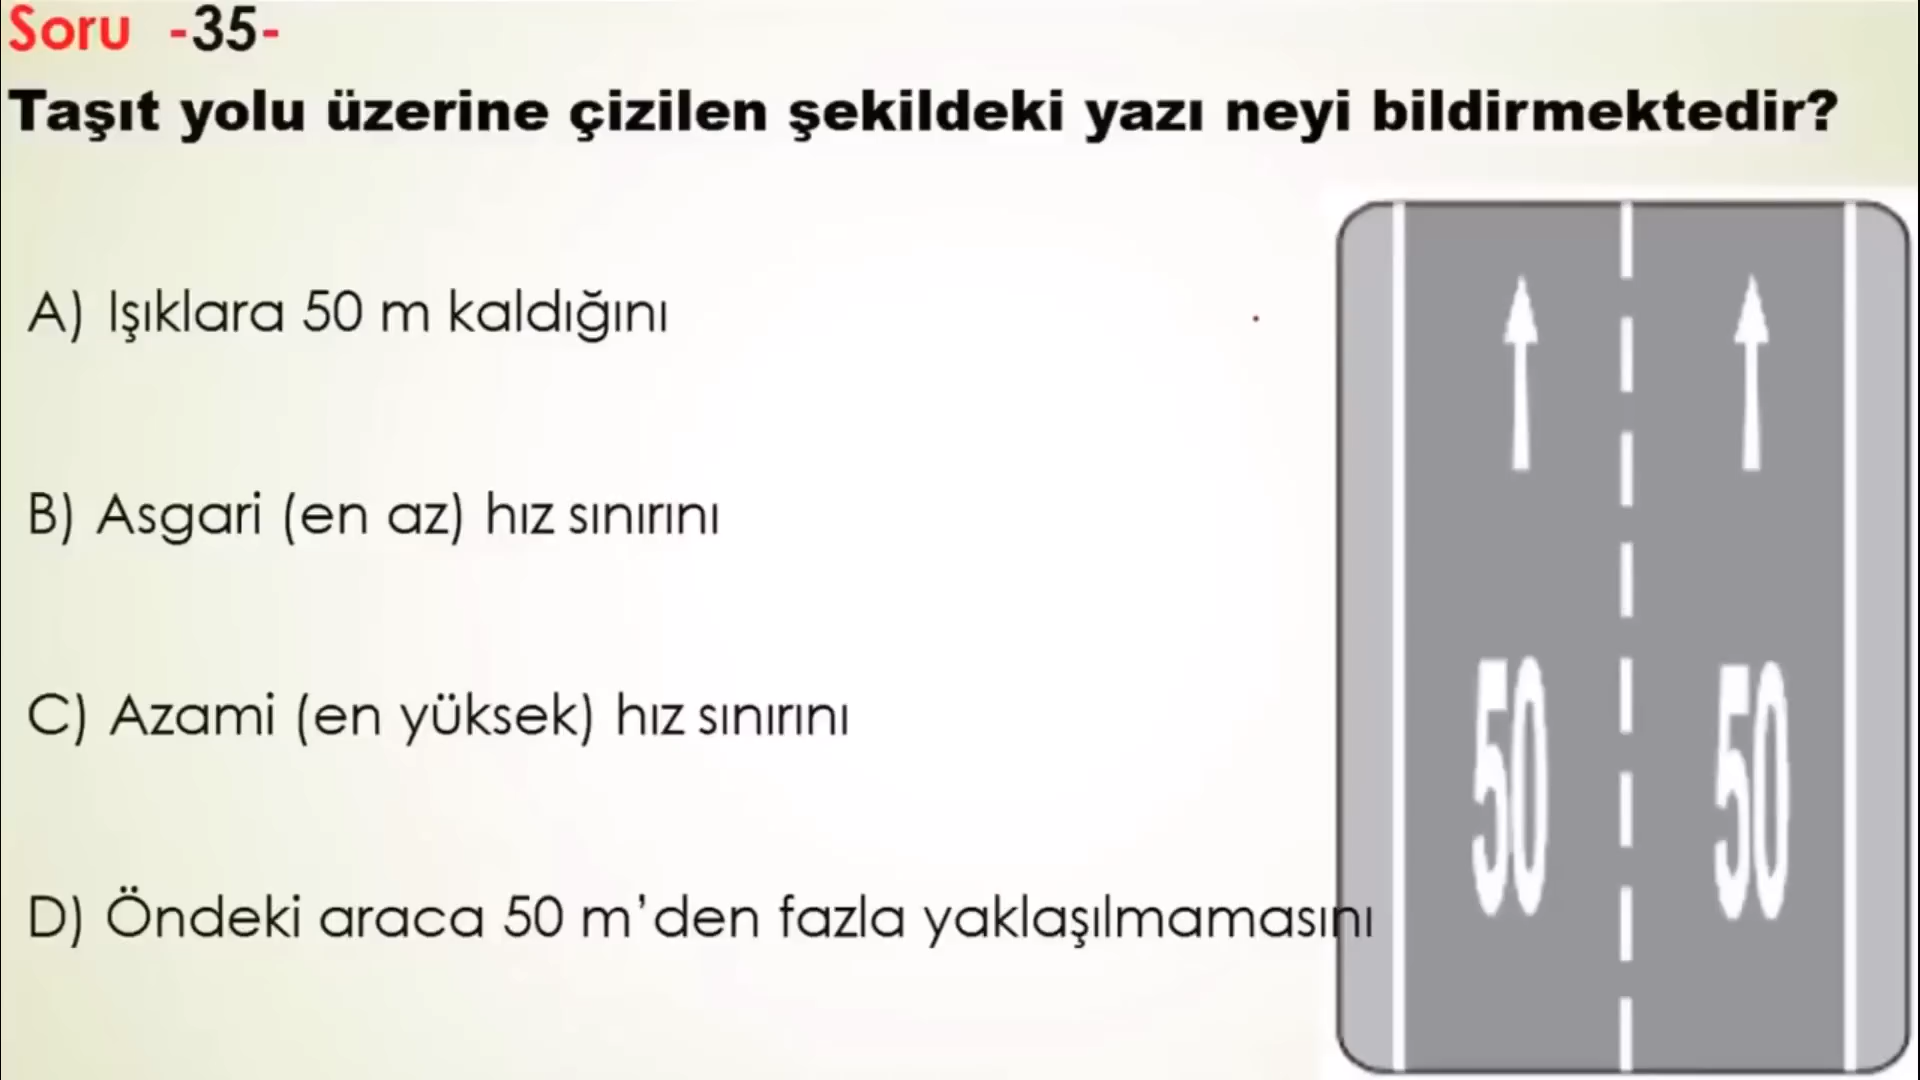 Soru -35-
Taşıt yolu üzerine çizilen şekildeki yazı neyi bildirmektedir?
A) Işıklara 50 m kaldığını
B) Asgari (en az) hız sınırını
C) Azami (en yüksek) hız sınırını
D) Öndeki araca 50 m’den fazla yaklaşılmamasını
50 50